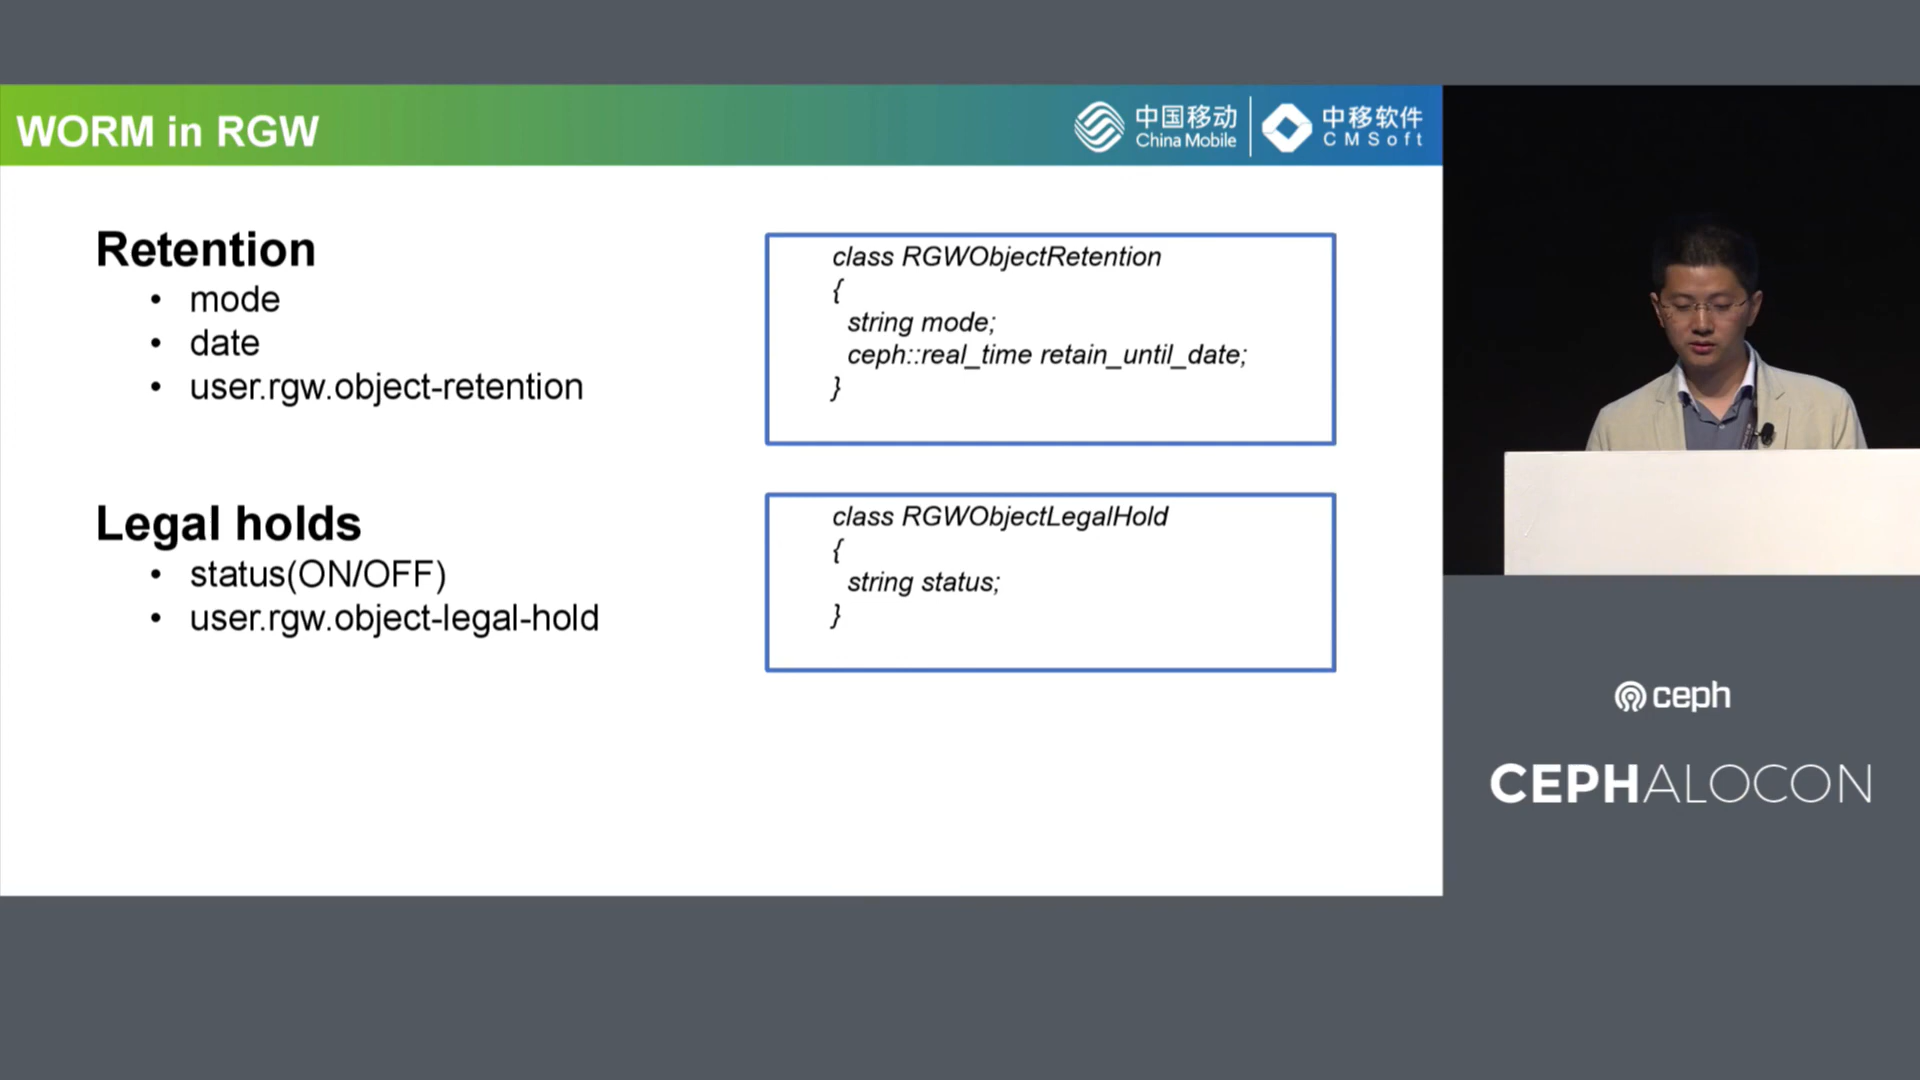 WORM in RGW
中国移动
China Mobile
中移软件
CMSoft
Retention
• mode
• date
• user.rgw.object-retention
class RGWObjectRetention
{
string mode;
ceph::real_time retain_until_date;
}
Legal holds
• status(ON/OFF)
• user.rgw.object-legal-hold
class RGWObjectLegalHold
{
string status;
}
ceph
CEPHALOCON